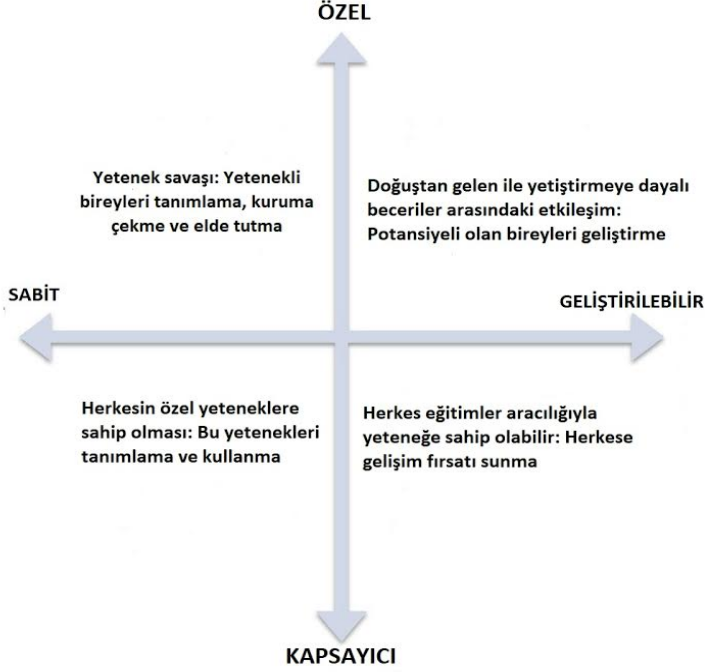 ÖZEL
Yetenek savaşı: Yetenekli
bireyleri tanımlama, kuruma
çekme ve elde tutma
Doğuştan gelen ile yetiştirmeye dayalı
beceriler arasındaki etkileşim:
Potansiyeli olan bireyleri geliştirme
SABİT
GELİŞTİRİLEBİLİR
Herkesin özel yeteneklere
sahip olması: Bu yetenekleri
tanımlama ve kullanma
Herkes eğitimler aracılığıyla
yeteneğe sahip olabilir: Herkese
gelişim fırsatı sunma
KAPSAYICI